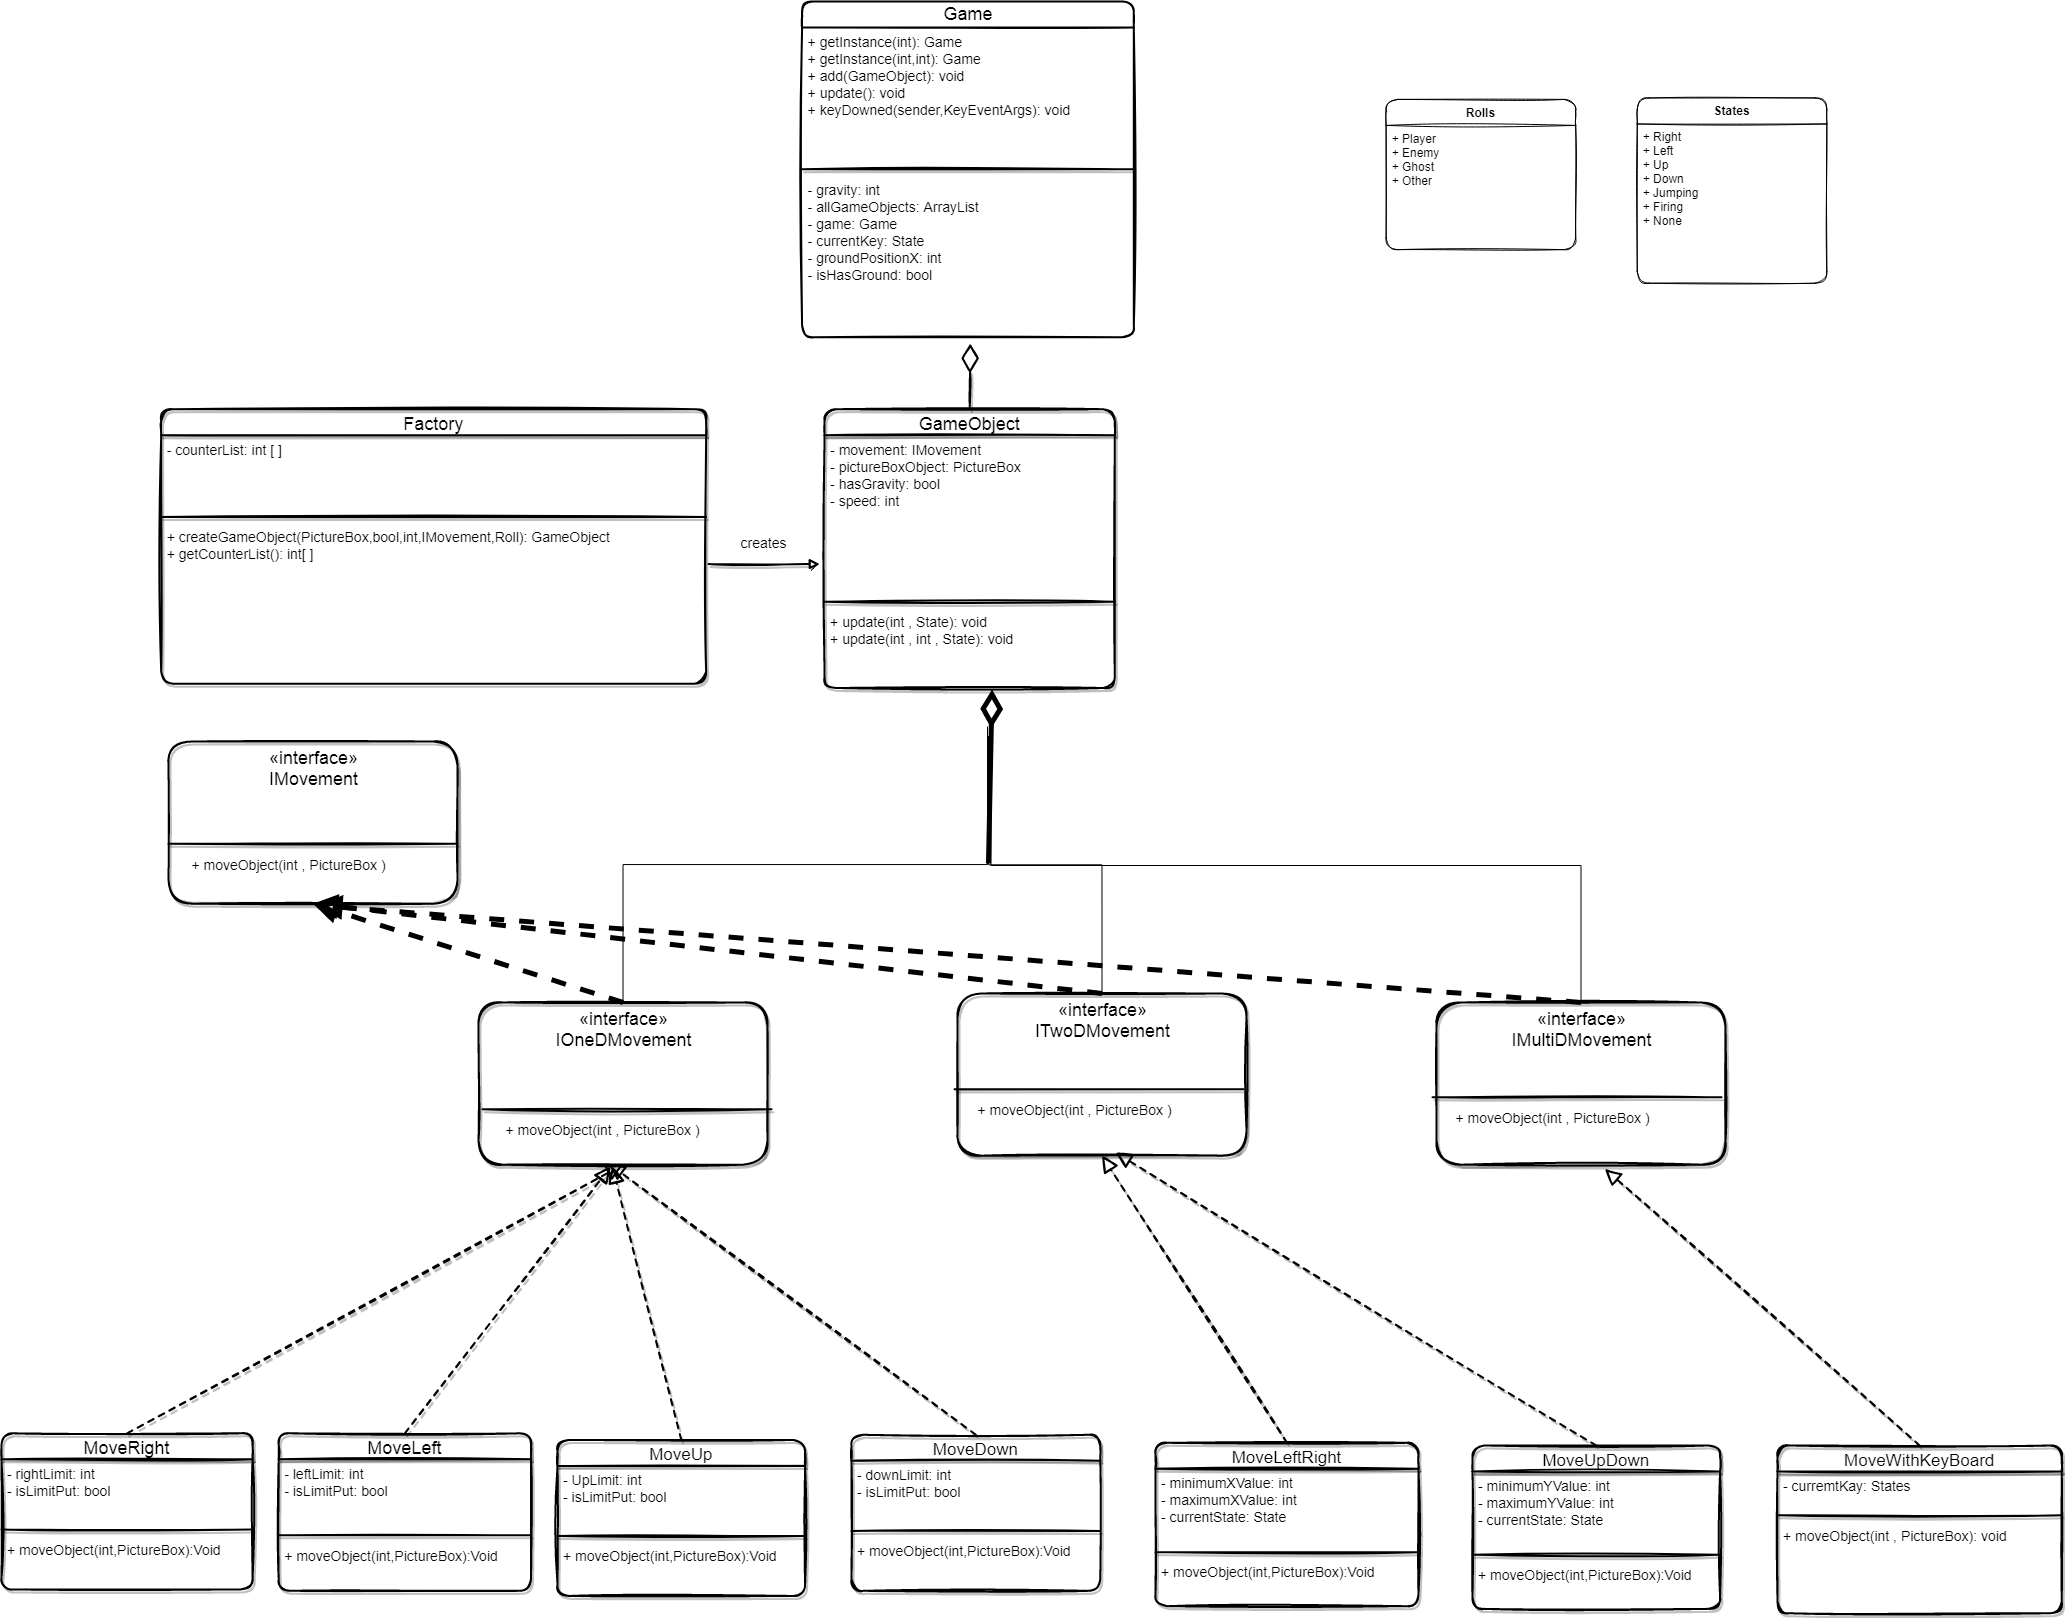 Game
+ getInstance(int): Game
+ getInstance(int,int): Game
+ add(GameObject): void
+ update(): void
+ keyDowned(sender,KeyEventArgs): void
- gravity: int
- allGameObjects: ArrayList
- game: Game
- currentKey: State
- groundPositionX: int
- isHasGround: bool
Rolls
+ Player
+ Enemy
+ Ghost
+ Other
States
+ Right
+ Left
+ Up
+ Down
+ Jumping
+ Firing
+ None
Factory
- counterList: int [ ]
+ createGameObject(PictureBox,bool,int,IMovement,Roll): GameObject
+ getCounterList(): int[ ]
creates
GameObject
- movement: IMovement
- pictureBoxObject: PictureBox
- hasGravity: bool
- speed: int
+ update(int , State): void
+ update(int , int , State): void
«interface»
IMovement
+ moveObject(int , PictureBox )
«interface»
IOneDMovement
+ moveObject(int , PictureBox )
«interface»
ITwoDMovement
+ moveObject(int , PictureBox )
«interface»
IMultiDMovement
+ moveObject(int , PictureBox )
MoveRight
- rightLimit: int
- isLimitPut: bool
+ moveObject(int,PictureBox):Void
MoveLeft
- leftLimit: int
- isLimitPut: bool
+ moveObject(int,PictureBox):Void
MoveUp
- UpLimit: int
- isLimitPut: bool
+ moveObject(int,PictureBox):Void
MoveDown
- downLimit: int
- isLimitPut: bool
+ moveObject(int,PictureBox):Void
MoveLeftRight
- minimumXValue: int
- maximumXValue: int
- currentState: State
+ moveObject(int,PictureBox):Void
MoveUpDown
- minimumYValue: int
- maximumYValue: int
- currentState: State
+ moveObject(int,PictureBox):Void
MoveWithKeyBoard
- curremtKay: States
+ moveObject(int , PictureBox): void